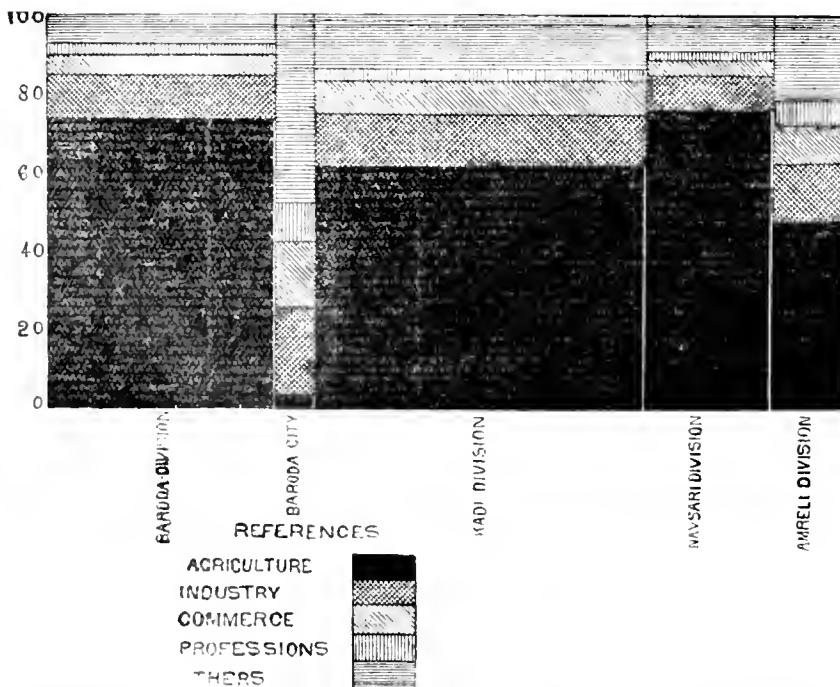 100
80
60
40
20
0
BARODA DIVISION
BARODA CITY
KADI DIVISION
NAVSARI DIVISION
AMRELI DIVISION
REFERENCES
AGRICULTURE
INDUSTRY
COMMERCE
PROFESSIONS
THERS